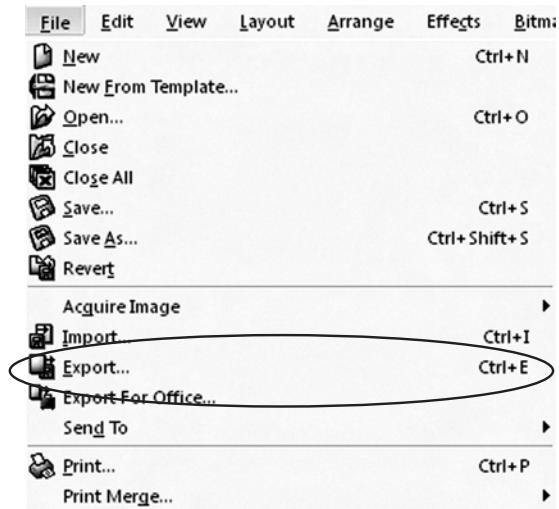 File Edit View Layout Arrange Effects Bitma
New Ctrl+N
New From Template...
Open... Ctrl+O
Close
Close All
Save... Ctrl+S
Save As... Ctrl+Shift+S
Revert
Acquire Image
Import... Ctrl+I
Export... Ctrl+E
Export For Office...
Send To
Print... Ctrl+P
Print Merge...